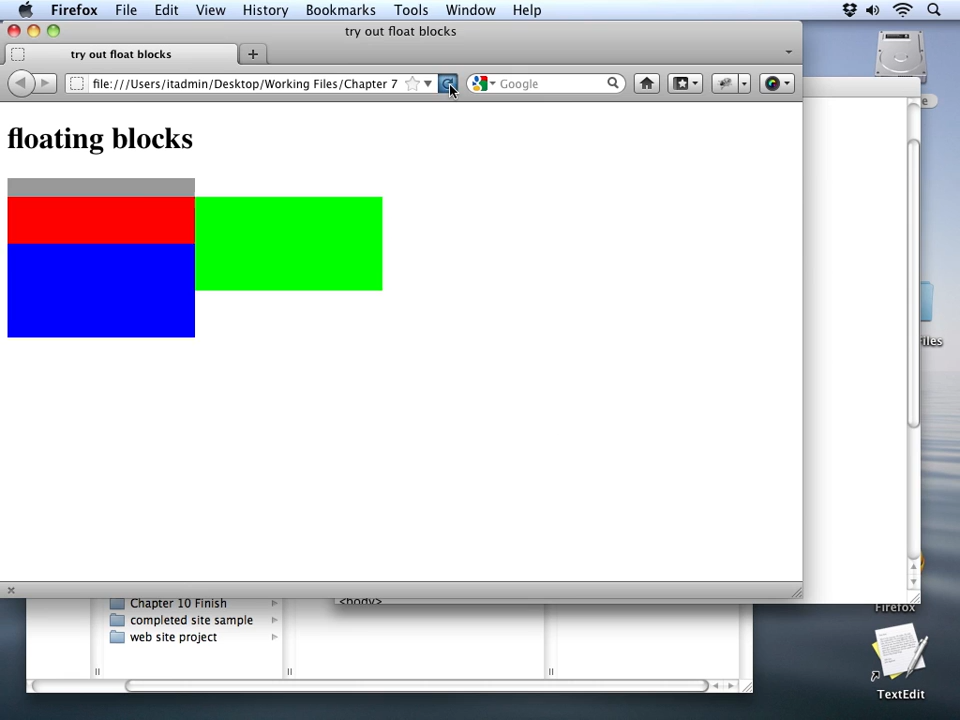 Firefox File Edit View History Bookmarks Tools Window Help
try out float blocks
try out float blocks
file:///Users/itadmin/Desktop/Working Files/Chapter 7
Google
floating blocks
e
iles
<body>
Chapter 10 Finish
completed site sample
web site project
Firefox
TextEdit